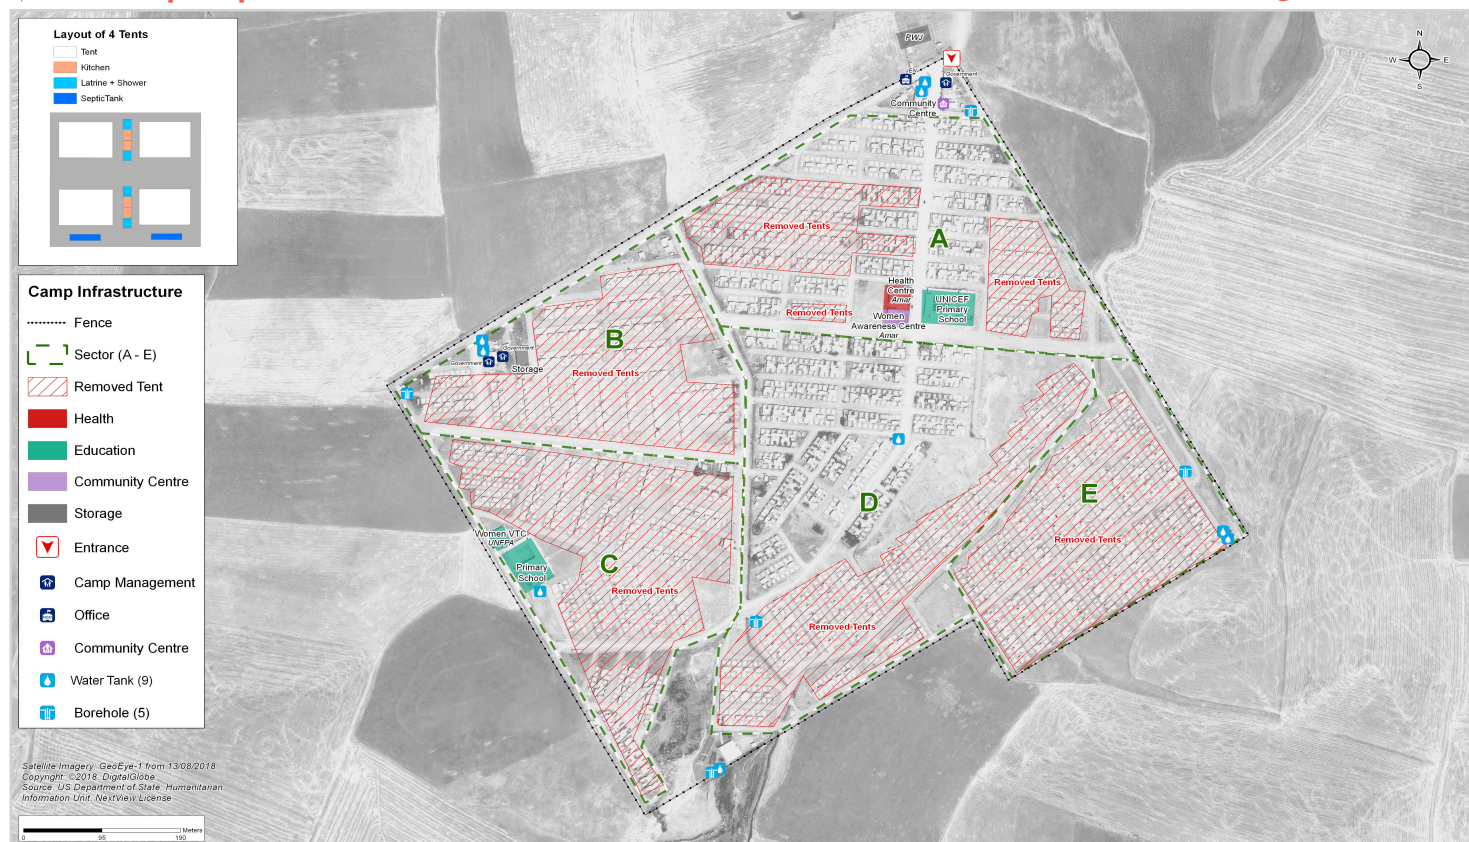 Layout of 4 Tents
Tent
Kitchen
Latrine + Shower
SepticTank
Camp Infrastructure
Fence
Sector (A - E)
Removed Tent
Health
Education
Community Centre
Storage
Entrance
Camp Management
Office
Community Centre
Water Tank (9)
Borehole (5)
Satellite Imagery: GeoEye-1 from 13/08/2018
Copyright: ©2018. DigitalGlobe
Source: US Department of State. Humanitarian
Information Unit. NextView License
Meters
0 95 190
N
W E
S
PWJ
Government
Community
Centre
Removed Tents
A
Removed Tents
Health
Centre
Amar
UNICEF
Primary
School
Removed Tents
Women
Awareness Centre
Amar
B
Government
Government
Storage
Removed Tents
D
E
Removed Tents
Women VTC
UNFPA
Primary
School
C
Removed Tents
Removed Tents